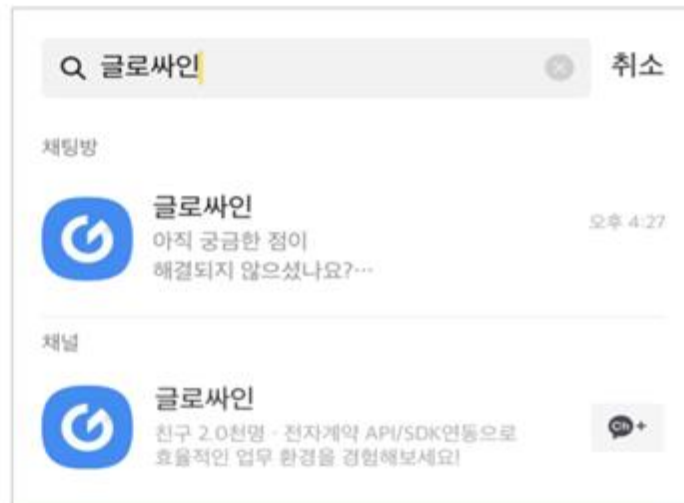 글로싸인 취소
채팅방
글로싸인
오후 4:27
아직 궁금한 점이
해결되지 않으셨나요?…
채널
글로싸인
친구 2.0천명 · 전자계약 API/SDK연동으로
효율적인 업무 환경을 경험해보세요!
Ch+